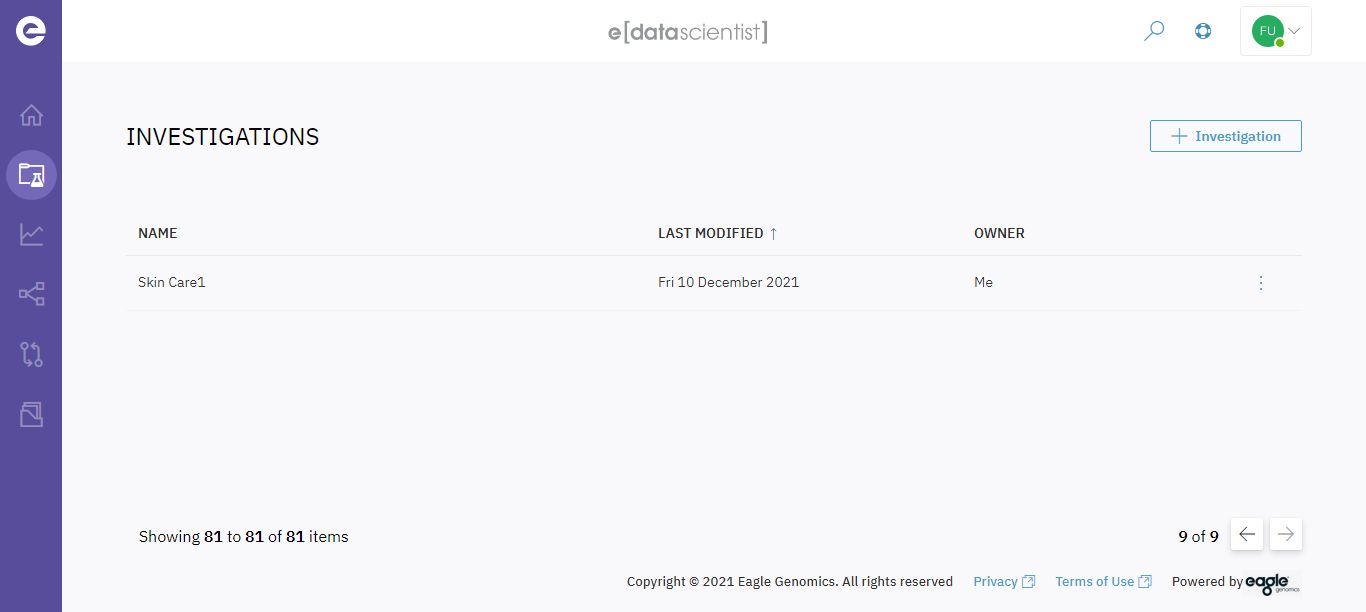 e[datascientist]
FU
INVESTIGATIONS
Investigation
NAME LAST MODIFIED ↑ OWNER
Skin Care1 Fri 10 December 2021 Me
Showing 81 to 81 of 81 items 9 of 9
Copyright © 2021 Eagle Genomics. All rights reserved Privacy Terms of Use Powered by eagle genomics